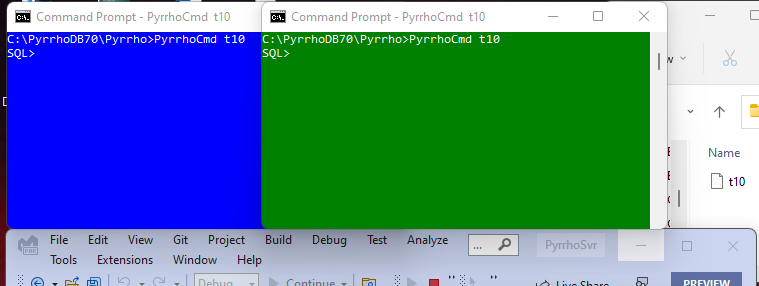 Command Prompt - PyrrhoCmd t10
C:\PyrrhoDB70\Pyrrho>PyrrhoCmd t10
SQL>
Command Prompt - PyrrhoCmd t10
C:\PyrrhoDB70\Pyrrho>PyrrhoCmd t10
SQL>
Name
t10
File Edit View Git Project Build Debug Test Analyze
Tools Extensions Window Help
... PyrrhoSvr
Debug Continue Live Share PREVIEW